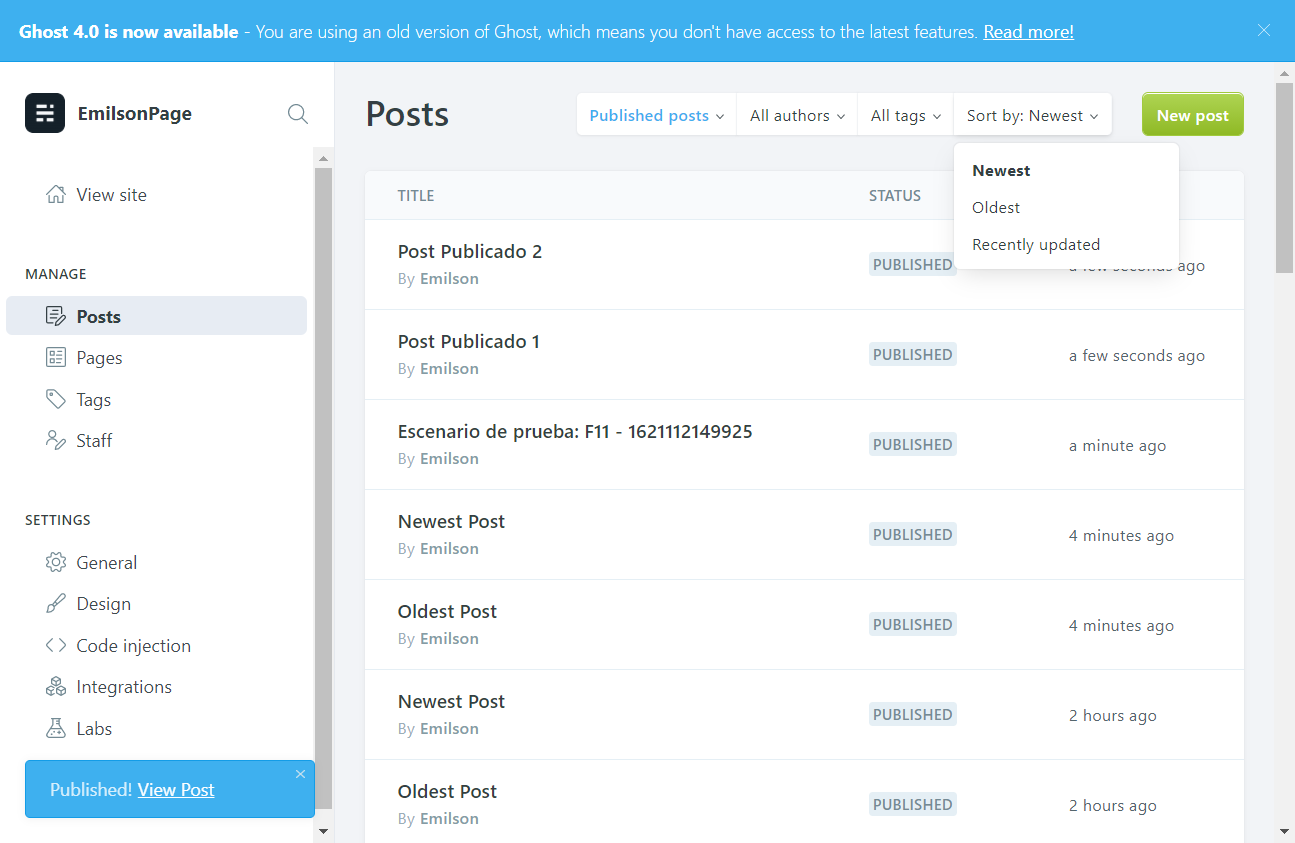 Ghost 4.0 is now available - You are using an old version of Ghost, which means you don't have access to the latest features. Read more!
EmilsonPage
View site
MANAGE
Posts
Pages
Tags
Staff
SETTINGS
General
Design
Code injection
Integrations
Labs
Published! View Post
Posts
Published posts
All authors
All tags
Sort by: Newest
New post
Newest
Oldest
Recently updated
TITLE
STATUS
Post Publicado 2
By Emilson
PUBLISHED
a few seconds ago
Post Publicado 1
By Emilson
PUBLISHED
a few seconds ago
Escenario de prueba: F11 - 1621112149925
By Emilson
PUBLISHED
a minute ago
Newest Post
By Emilson
PUBLISHED
4 minutes ago
Oldest Post
By Emilson
PUBLISHED
4 minutes ago
Newest Post
By Emilson
PUBLISHED
2 hours ago
Oldest Post
By Emilson
PUBLISHED
2 hours ago